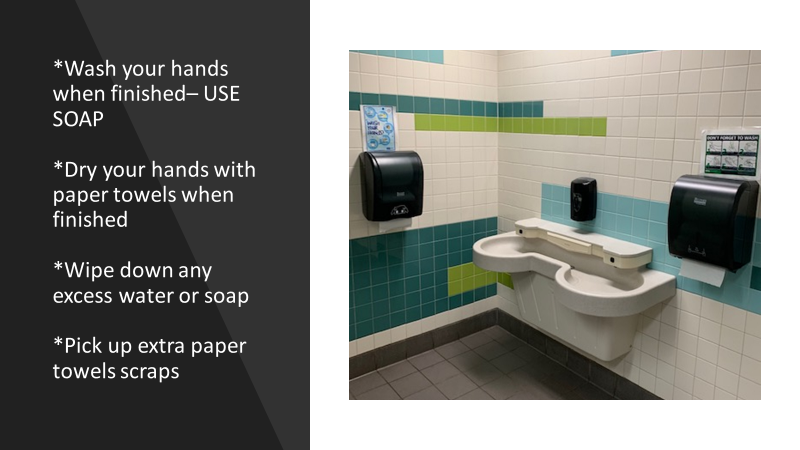 *Wash your hands
when finished– USE
SOAP
*Dry your hands with
paper towels when
finished
*Wipe down any
excess water or soap
*Pick up extra paper
towels scraps
DON'T FORGET TO WASH